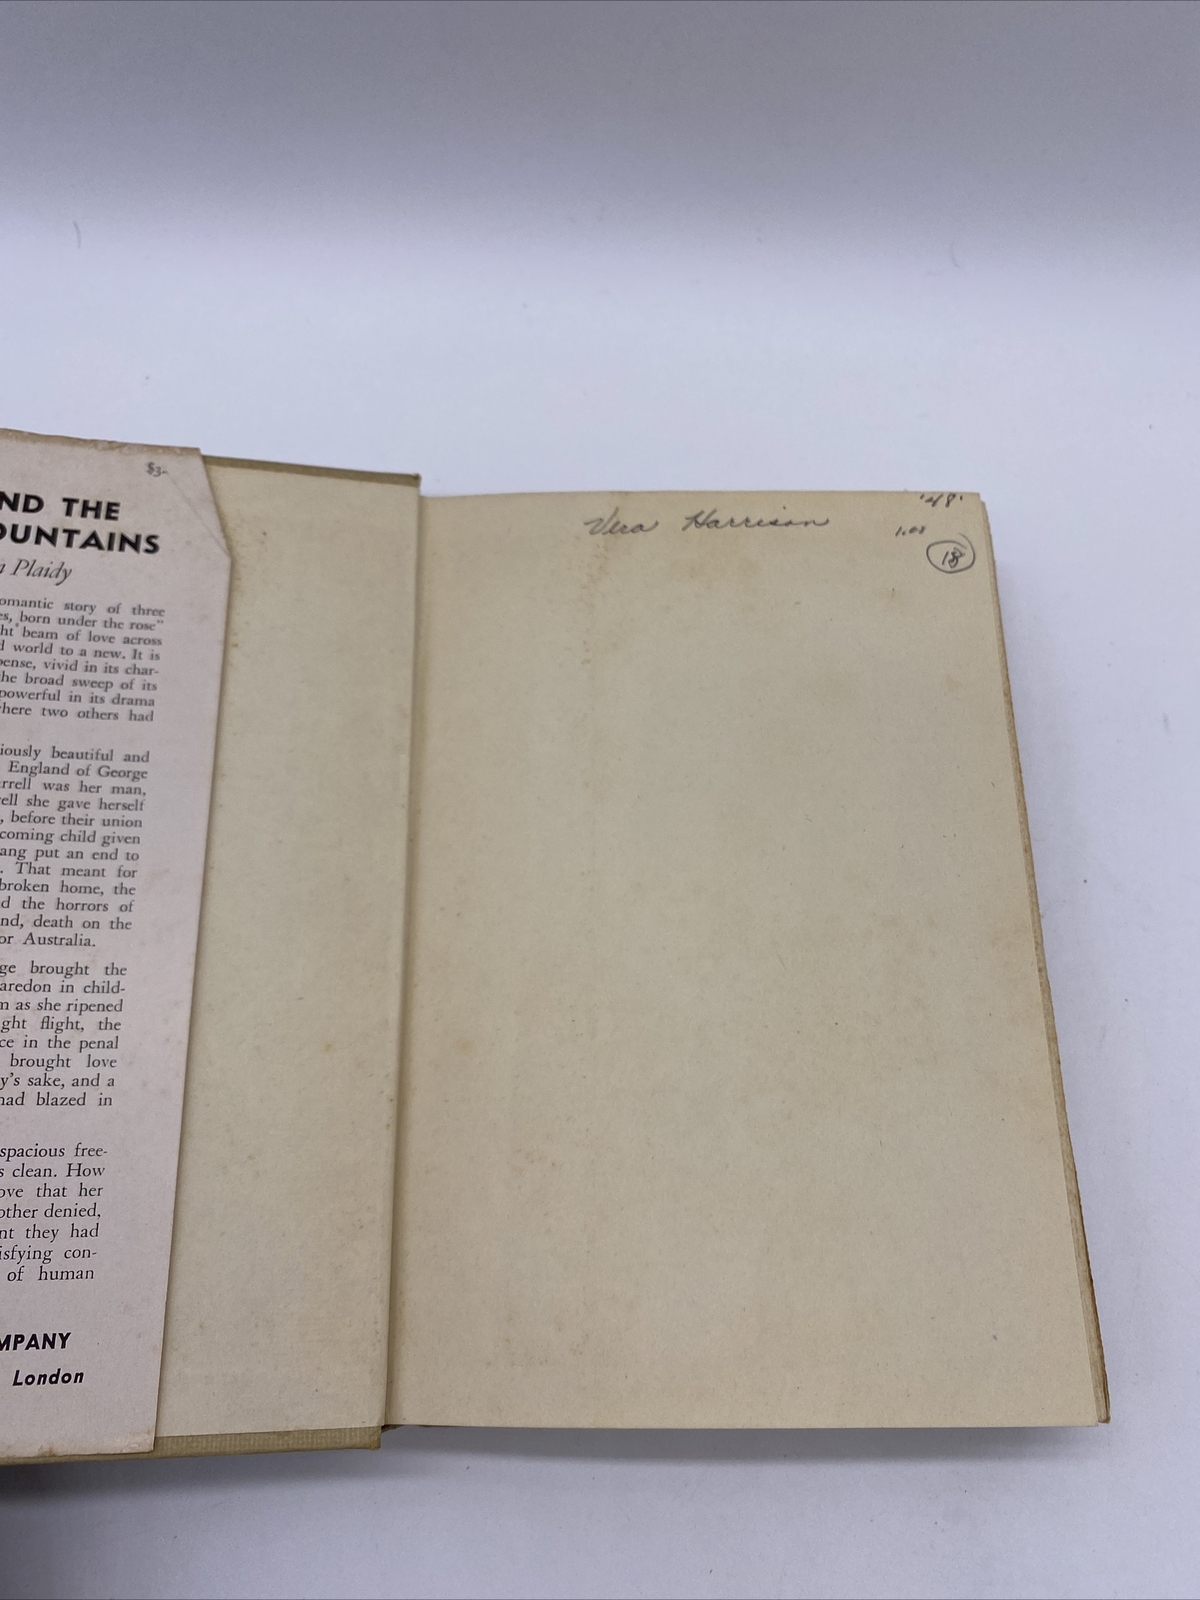 $3-
ND THE
OUNTAINS
n Plaidy
omantic story of three
es, born under the rose"
ht beam of love across
d world to a new. It is
pense, vivid in its char-
he broad sweep of its
powerful in its drama
here two others had
iously beautiful and
England of George
rrell was her man,
ell she gave herself
, before their union
coming child given
ang put an end to
. That meant for
broken home, the
d the horrors of
nd, death on the
or Australia.
ge brought the
aredon in child-
n as she ripened
ght flight, the
ce in the penal
brought love
y's sake, and a
had blazed in
spacious free-
s clean. How
ove that her
other denied,
nt they had
isfying con-
of human
MPANY
London
Vera Harrison
'48'
1.00
18